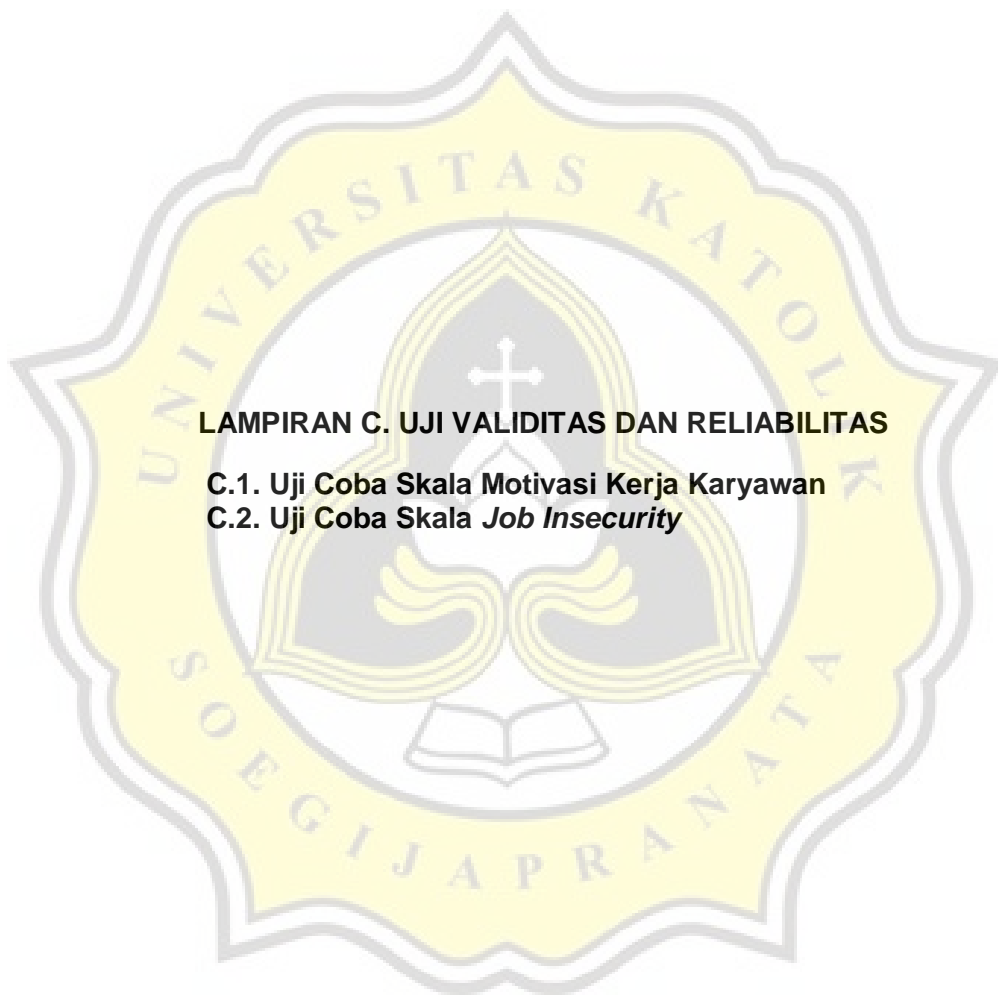 UNIVERSITAS KATOLIK
LAMPIRAN C. UJI VALIDITAS DAN RELIABILITAS
C.1. Uji Coba Skala Motivasi Kerja Karyawan
C.2. Uji Coba Skala Job Insecurity
SOEGIJAPRANATA